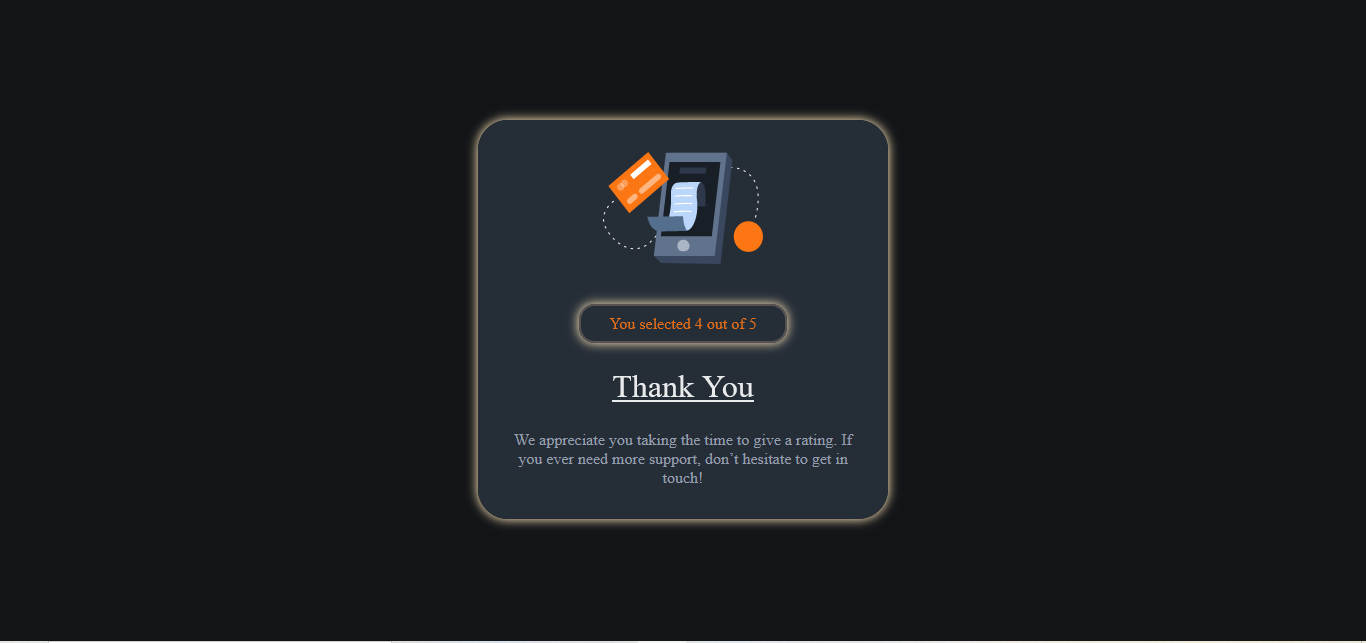 You selected 4 out of 5
Thank You
We appreciate you taking the time to give a rating. If
you ever need more support, don’t hesitate to get in
touch!